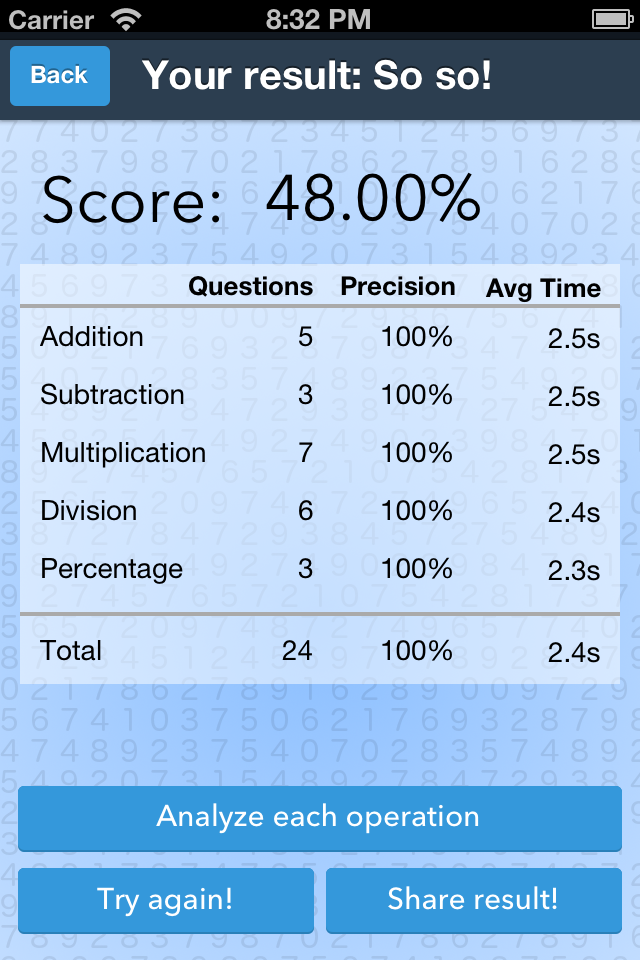 Carrier 8:32 PM
Back Your result: So so!
Score: 48.00%
Questions Precision Avg Time
Addition 5 100% 2.5s
Subtraction 3 100% 2.5s
Multiplication 7 100% 2.5s
Division 6 100% 2.4s
Percentage 3 100% 2.3s
Total 24 100% 2.4s
Analyze each operation
Try again! Share result!